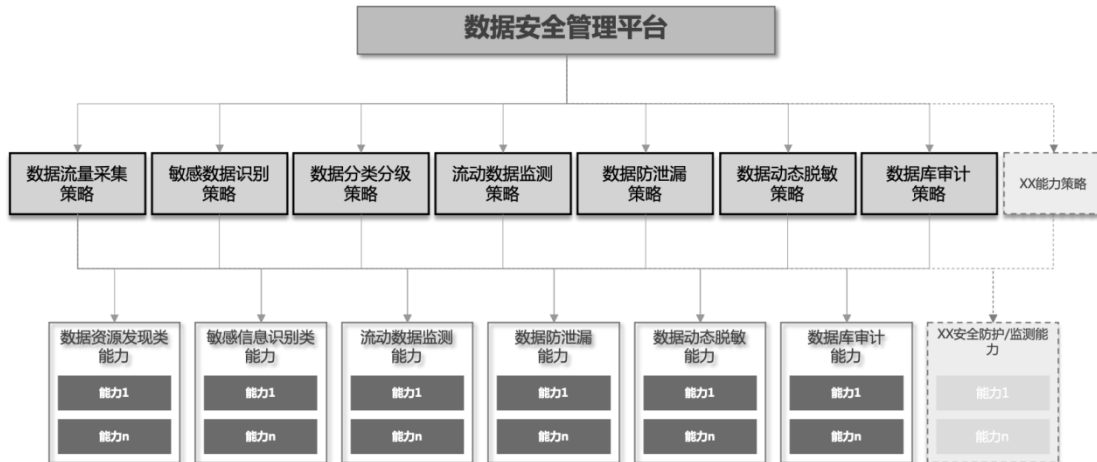 数据安全管理平台
数据流量采集
策略
敏感数据识别
策略
数据分类分级
策略
流动数据监测
策略
数据防泄漏
策略
数据动态脱敏
策略
数据库审计
策略
XX能力策略
数据资源发现类
能力
能力1
能力n
敏感信息识别类
能力
能力1
能力n
流动数据监测
能力
能力1
能力n
数据防泄漏
能力
能力1
能力n
数据动态脱敏
能力
能力1
能力n
数据库审计
能力
能力1
能力n
XX安全防护/监测能
力
能力1
能力n